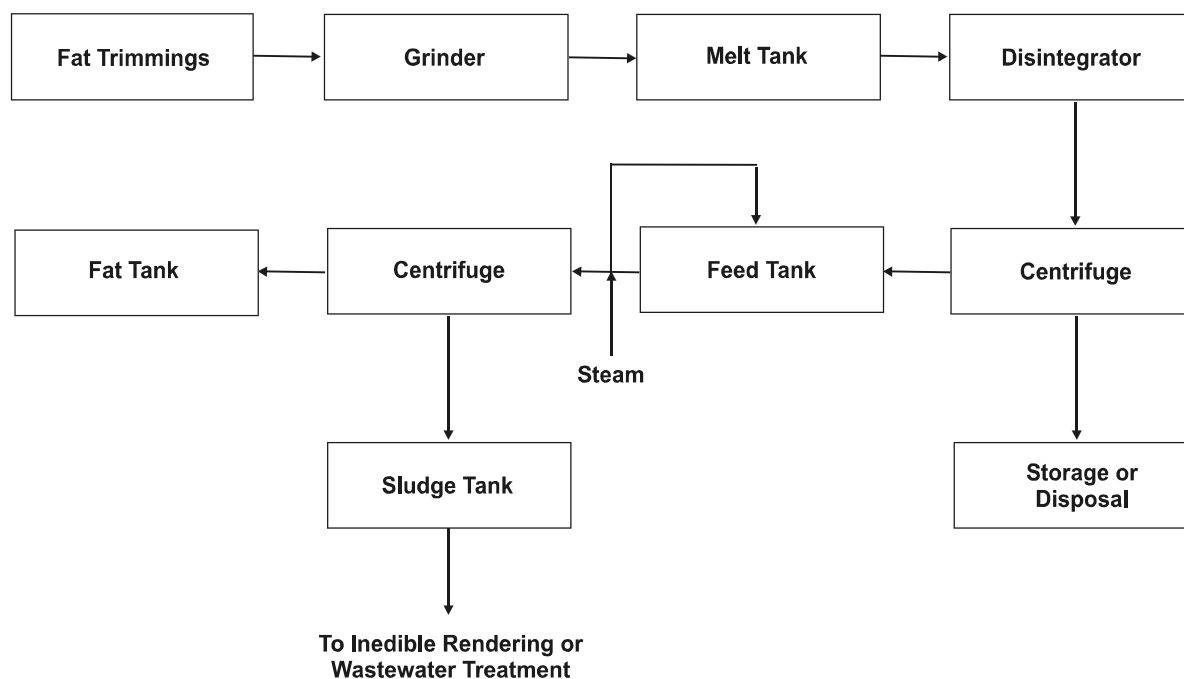 Fat Trimmings
Grinder
Melt Tank
Disintegrator
Fat Tank
Centrifuge
Feed Tank
Centrifuge
Steam
Sludge Tank
Storage or
Disposal
To Inedible Rendering or
Wastewater Treatment